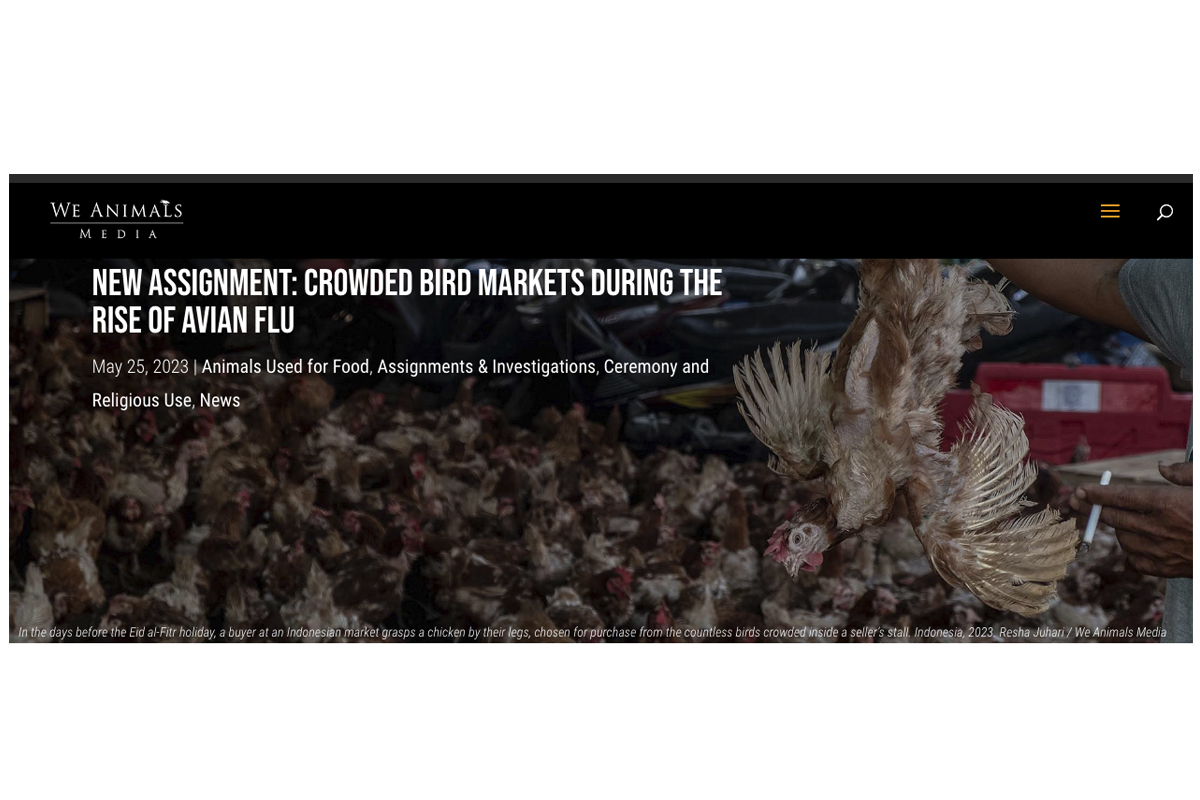 WE ANIMALS
MEDIA
NEW ASSIGNMENT: CROWDED BIRD MARKETS DURING THE
RISE OF AVIAN FLU
May 25, 2023 | Animals Used for Food, Assignments & Investigations, Ceremony and
Religious Use, News
In the days before the Eid al-Fitr holiday, a buyer at an Indonesian market grasps a chicken by their legs, chosen for purchase from the countless birds crowded inside a seller's stall. Indonesia, 2023. Resha Juhari / We Animals Media